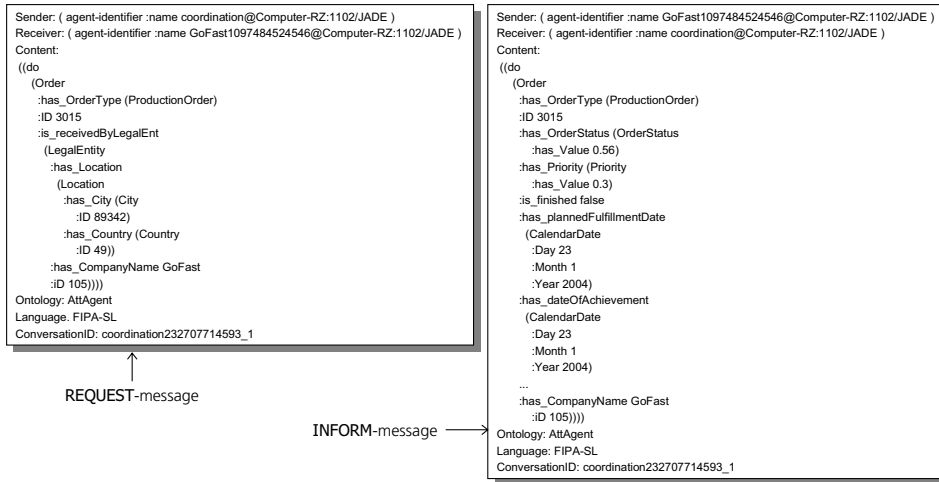 Sender: ( agent-identifier :name coordination@Computer-RZ:1102/JADE )
Receiver: ( agent-identifier :name GoFast1097484524546@Computer-RZ:1102/JADE )
Content:
((do
(Order
:has_OrderType (ProductionOrder)
:ID 3015
:is_receivedByLegalEnt
(LegalEntity
:has_Location
(Location
:has_City (City
:ID 89342)
:has_Country (Country
:ID 49))
:has_CompanyName GoFast
:iD 105))))
Ontology: AttAgent
Language. FIPA-SL
ConversationID: coordination232707714593_1
REQUEST-message
Sender: ( agent-identifier :name GoFast1097484524546@Computer-RZ:1102/JADE )
Receiver: ( agent-identifier :name coordination@Computer-RZ:1102/JADE )
Content:
((do
(Order
:has_OrderType (ProductionOrder)
:ID 3015
:has_OrderStatus (OrderStatus
:has_Value 0.56)
:has_Priority (Priority
:has_Value 0.3)
:is_finished false
:has_plannedFulfillmentDate
(CalendarDate
:Day 23
:Month 1
:Year 2004)
:has_dateOfAchievement
(CalendarDate
:Day 23
:Month 1
:Year 2004)
...
:has_CompanyName GoFast
:iD 105))))
Ontology: AttAgent
Language: FIPA-SL
ConversationID: coordination232707714593_1
INFORM-message